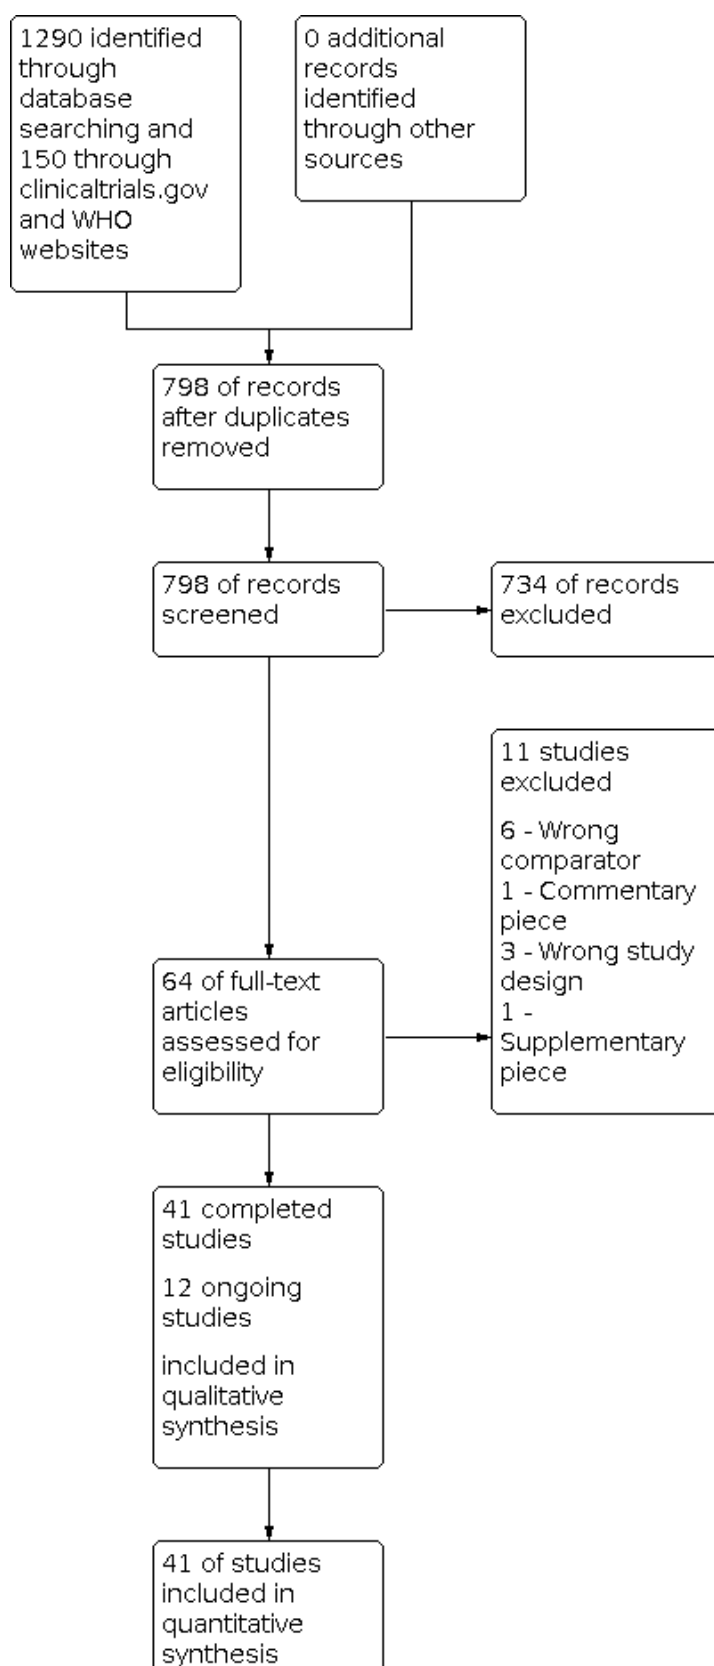 1290 identified
through
database
searching and
150 through
clinicaltrials.gov
and WHO
websites
0 additional
records
identified
through other
sources
798 of records
after duplicates
removed
798 of records
screened
734 of records
excluded
11 studies
excluded
6 - Wrong
comparator
1 - Commentary
piece
3 - Wrong study
design
1 -
Supplementary
piece
64 of full-text
articles
assessed for
eligibility
41 completed
studies
12 ongoing
studies
included in
qualitative
synthesis
41 of studies
included in
quantitative
synthesis